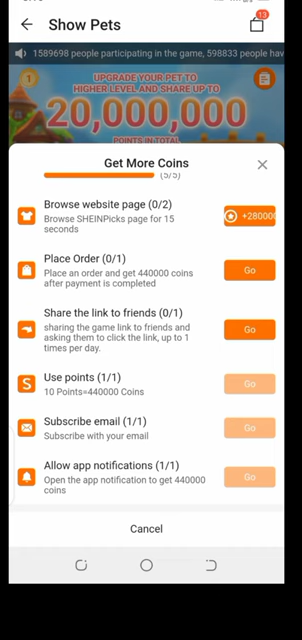 Show Pets
13
1589698 people participating in the game, 598833 people hav
1
UPGRADE YOUR PET TO
HIGHER LEVEL AND SHARE UP TO
20,000,000
POINTS IN TOTAL
Get More Coins
(5/5)
Browse website page (0/2)
Browse SHEINPicks page for 15
seconds
+280000
Place Order (0/1)
Place an order and get 440000 coins
after payment is completed
Go
Share the link to friends (0/1)
sharing the game link to friends and
asking them to click the link, up to 1
times per day.
Go
Use points (1/1)
10 Points=440000 Coins
S
Go
Subscribe email (1/1)
Subscribe with your email
Go
Allow app notifications (1/1)
Open the app notification to get 440000
coins
Go
Cancel